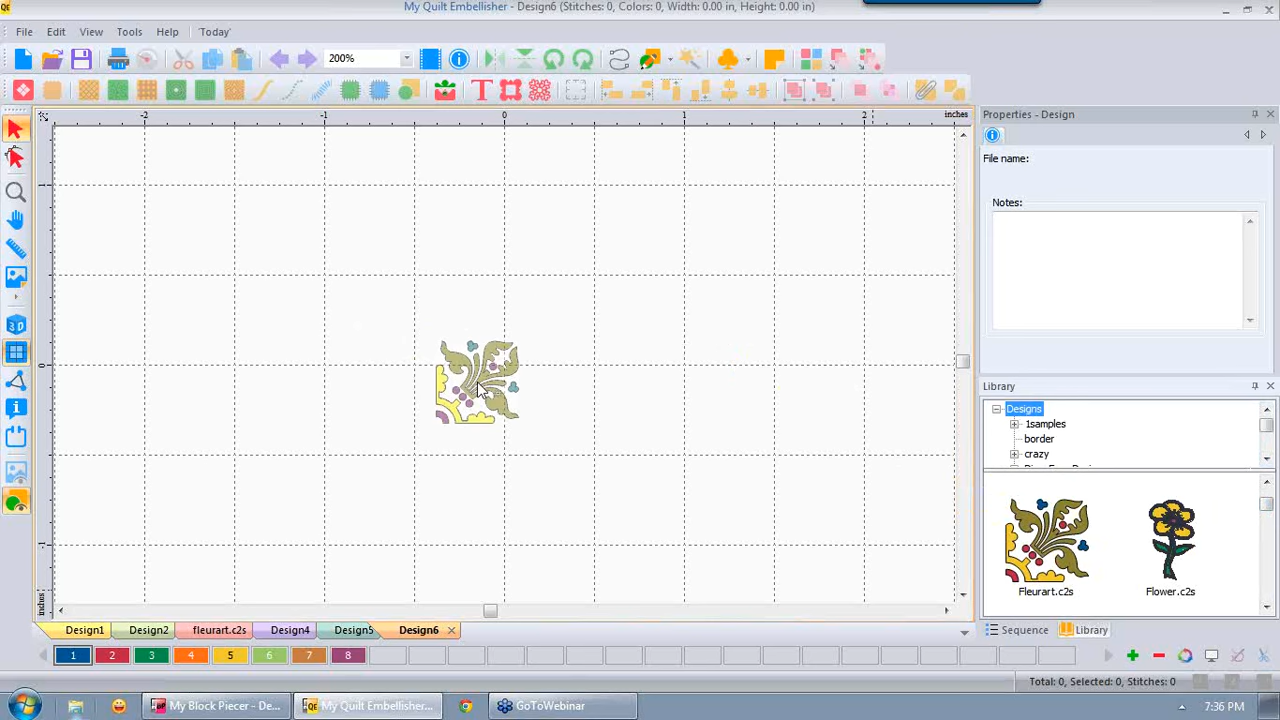 My Quilt Embellisher - Design6 (Stitches: 0, Colors: 0, Width: 0.00 in, Height: 0.00 in)
File Edit View Tools Help Today
200%
-2 -1 0 1 2 inches
Properties - Design
File name:
Notes:
1
0
-1
inches
Library
Designs
1samples
border
crazy
Fleurart.c2s Flower.c2s
Sequence Library
Design1 Design2 fleurart.c2s Design4 Design5 Design6
1 2 3 4 5 6 7 8
Total: 0, Selected: 0, Stitches: 0
My Block Piecer - De... My Quilt Embellisher... GoToWebinar 7:36 PM